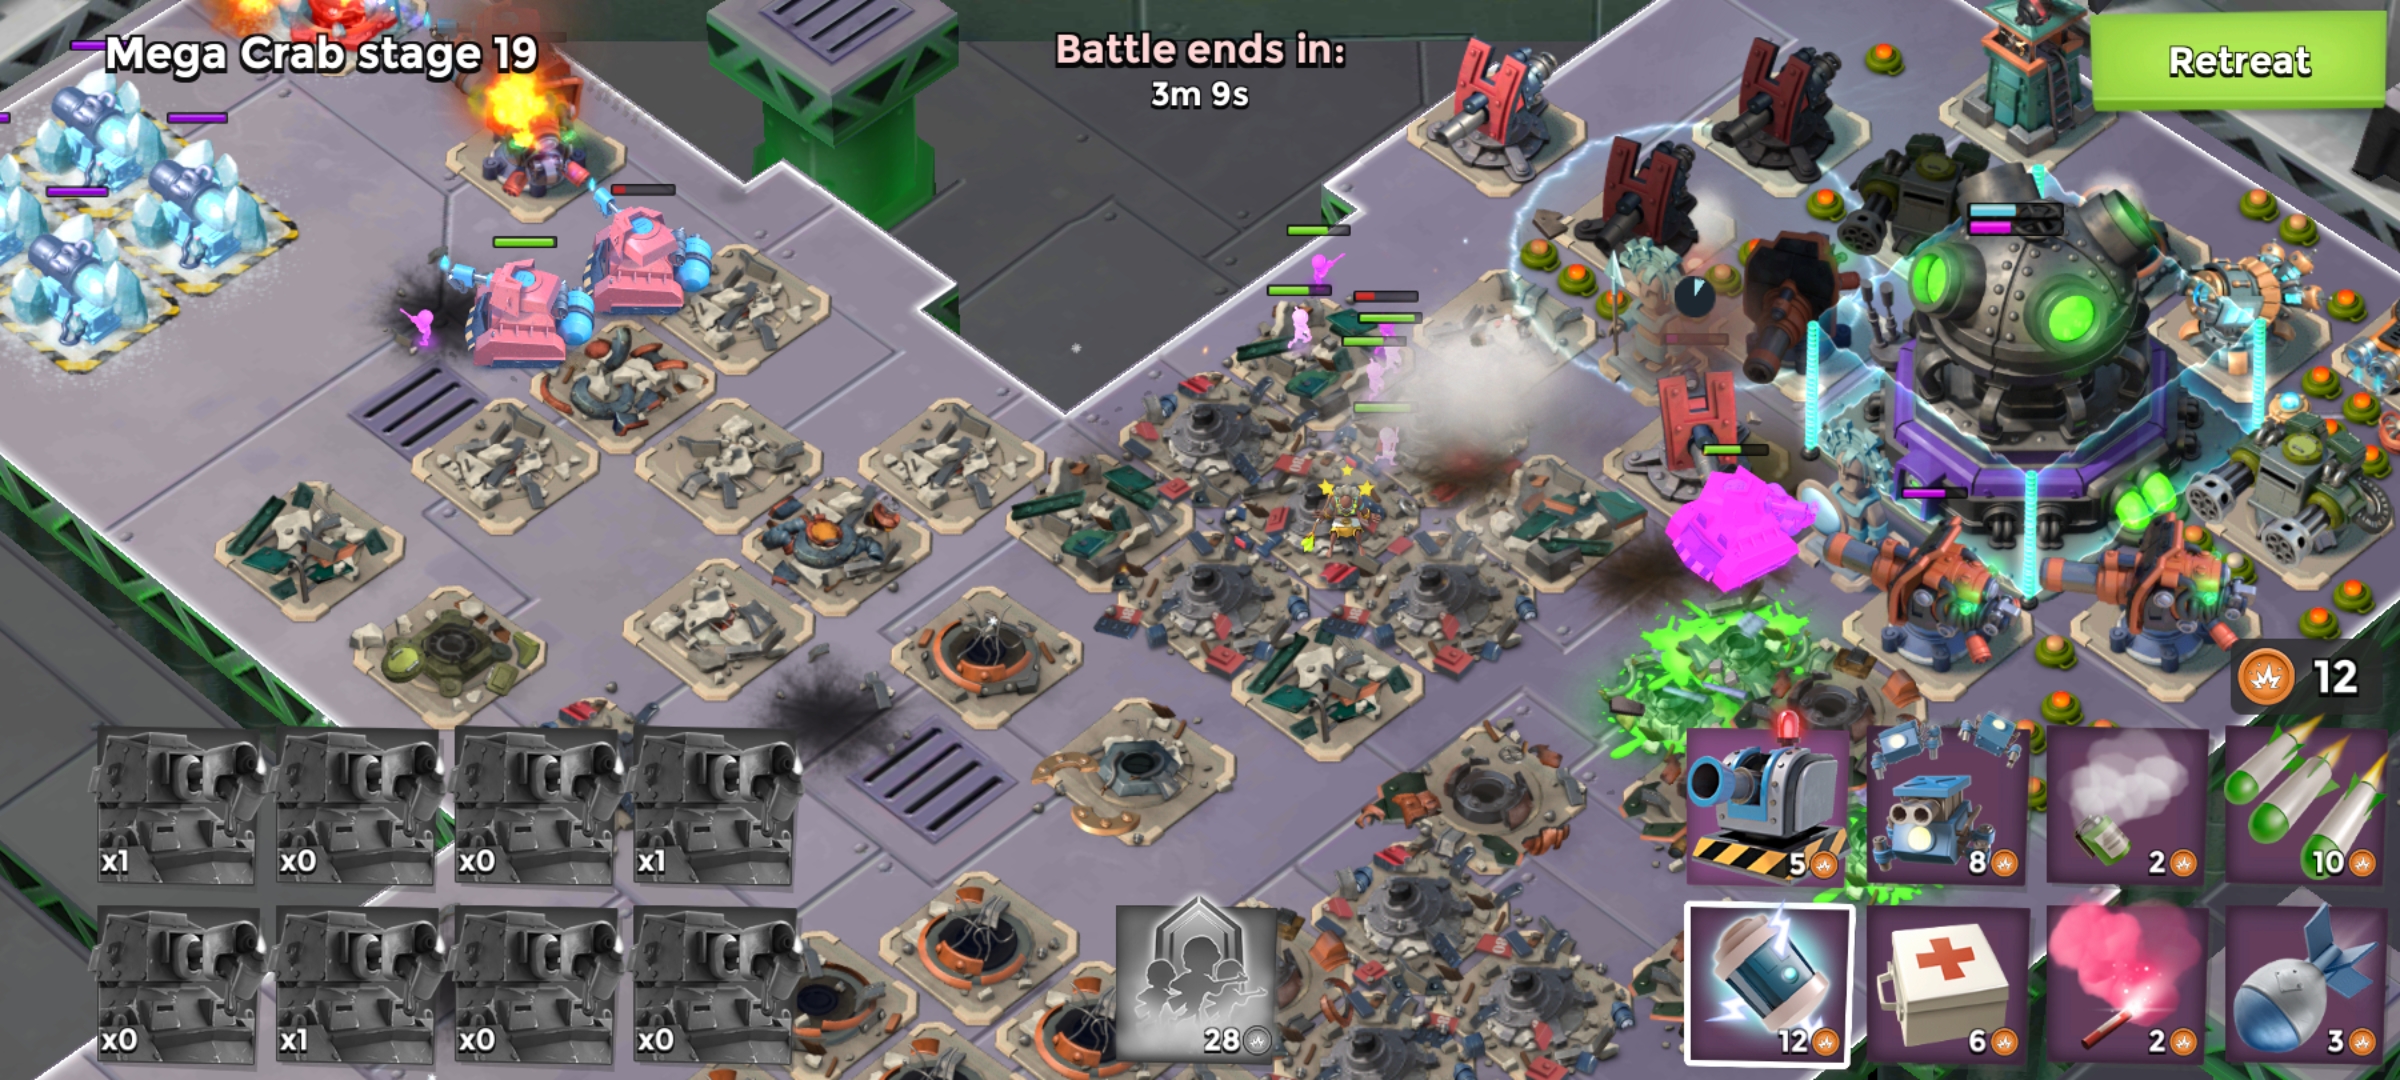 Mega Crab stage 19
Battle ends in:
3m 9s
Retreat
12
x1
x0
x0
x1
5
8
2
10
x0
x1
x0
x0
28
12
6
2
3